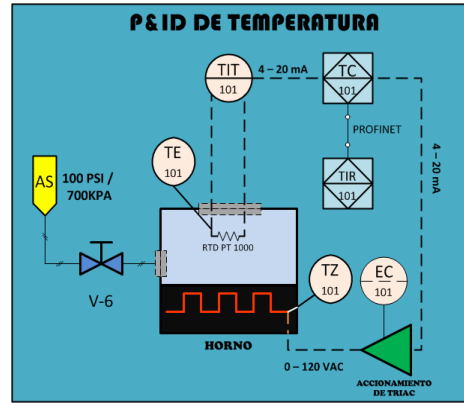 P&ID DE TEMPERATURA
TIT
101
4 – 20 mA
TC
101
PROFINET
TIR
101
4 – 20 mA
TE
101
AS
100 PSI /
700KPA
RTD PT 1000
V-6
TZ
101
EC
101
HORNO
0 – 120 VAC
ACCIONAMIENTO
DE TRIAC